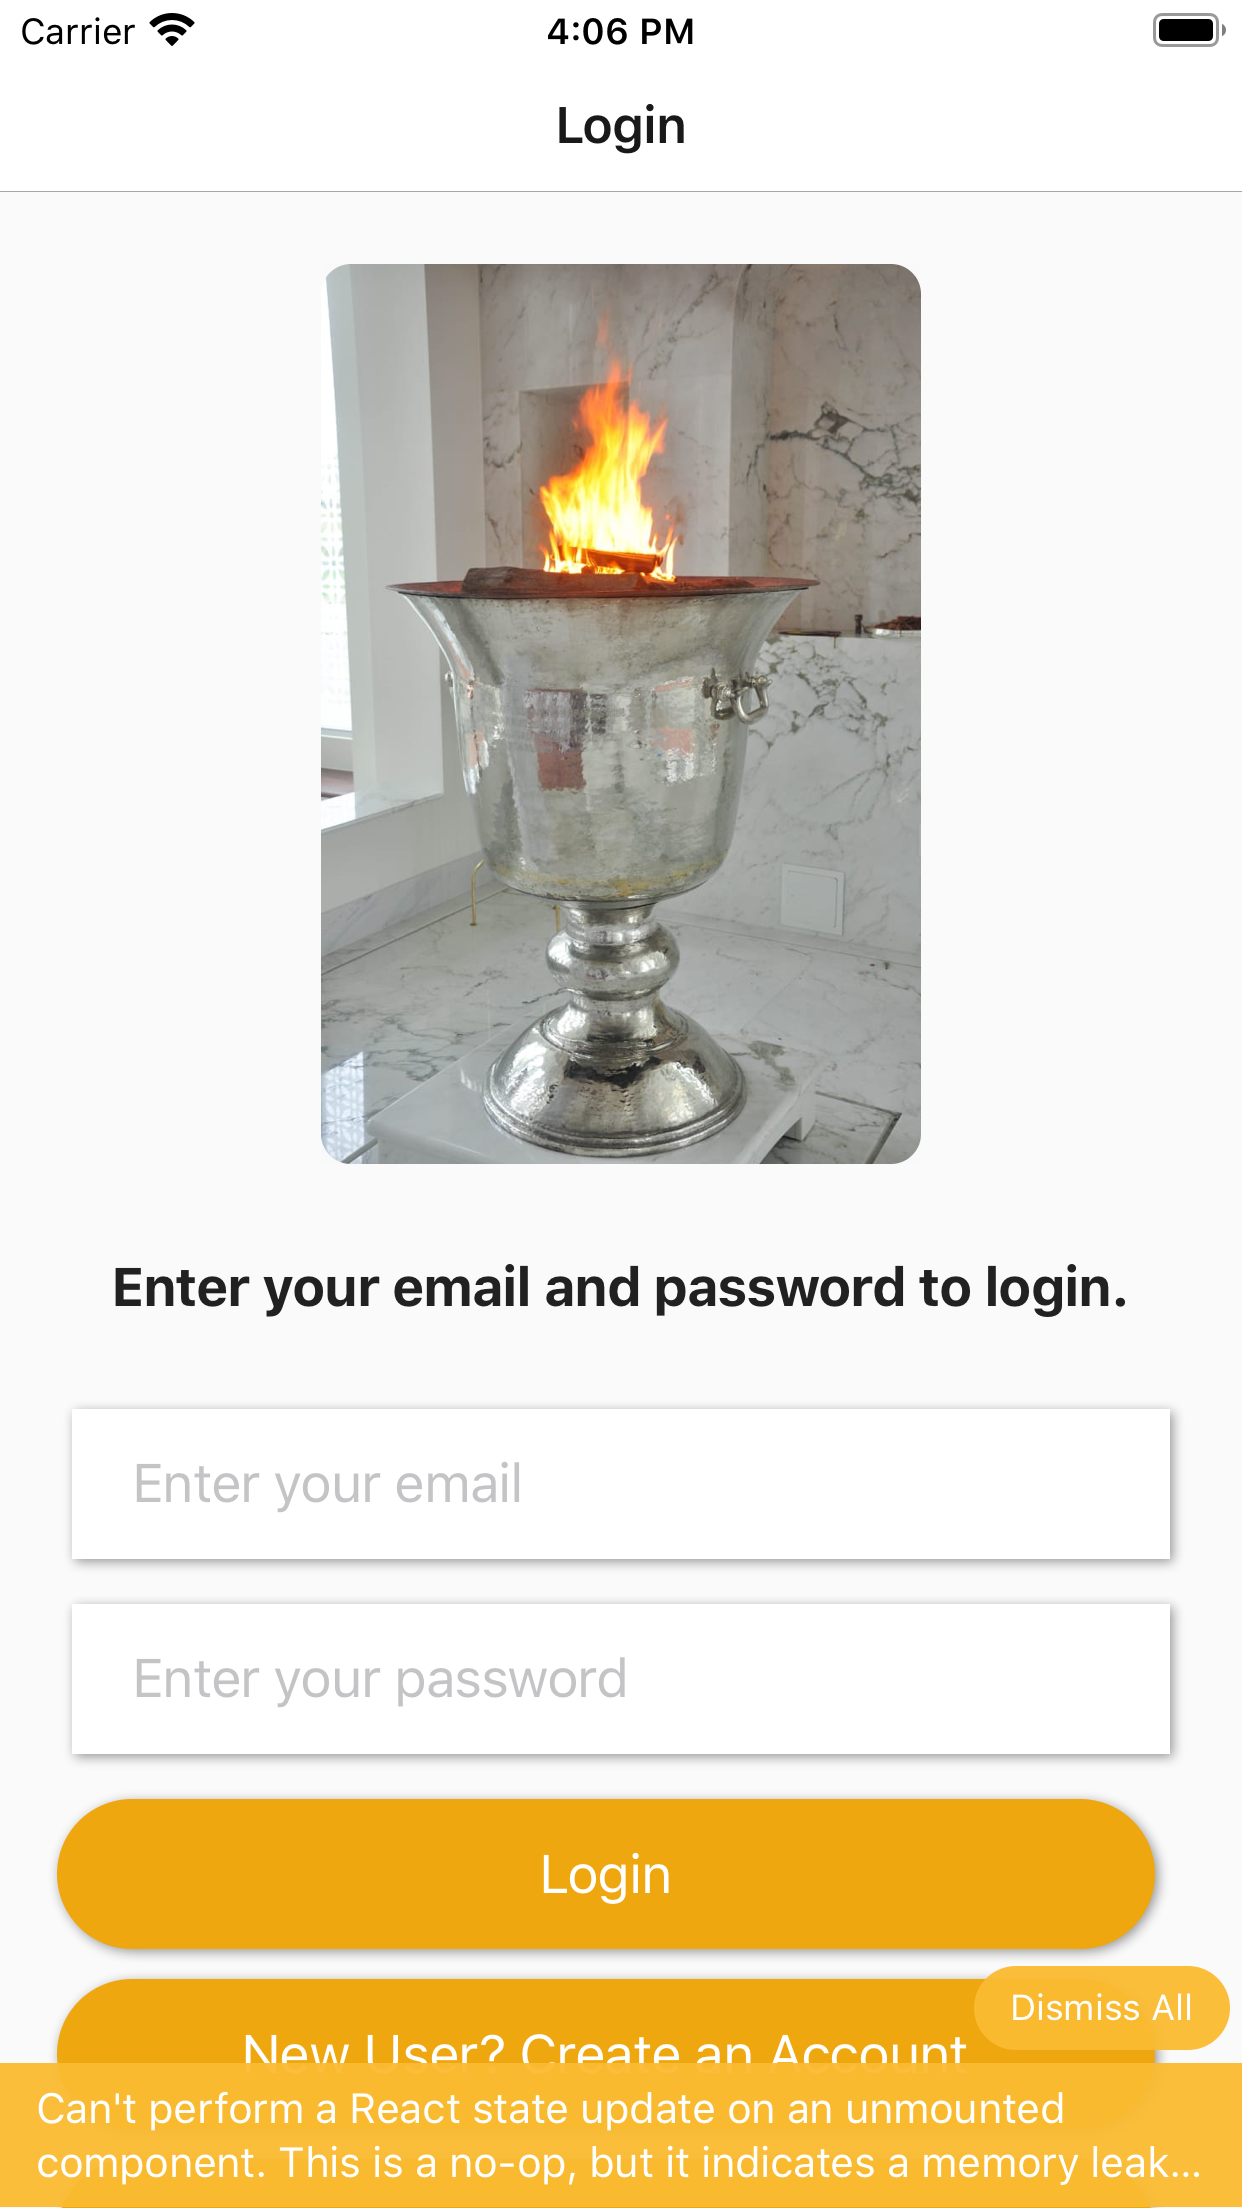 Carrier 4:06 PM
Login
Enter your email and password to login.
Enter your email
Enter your password
Login
Dismiss All
New User? Create an Account
Can't perform a React state update on an unmounted
component. This is a no-op, but it indicates a memory leak...